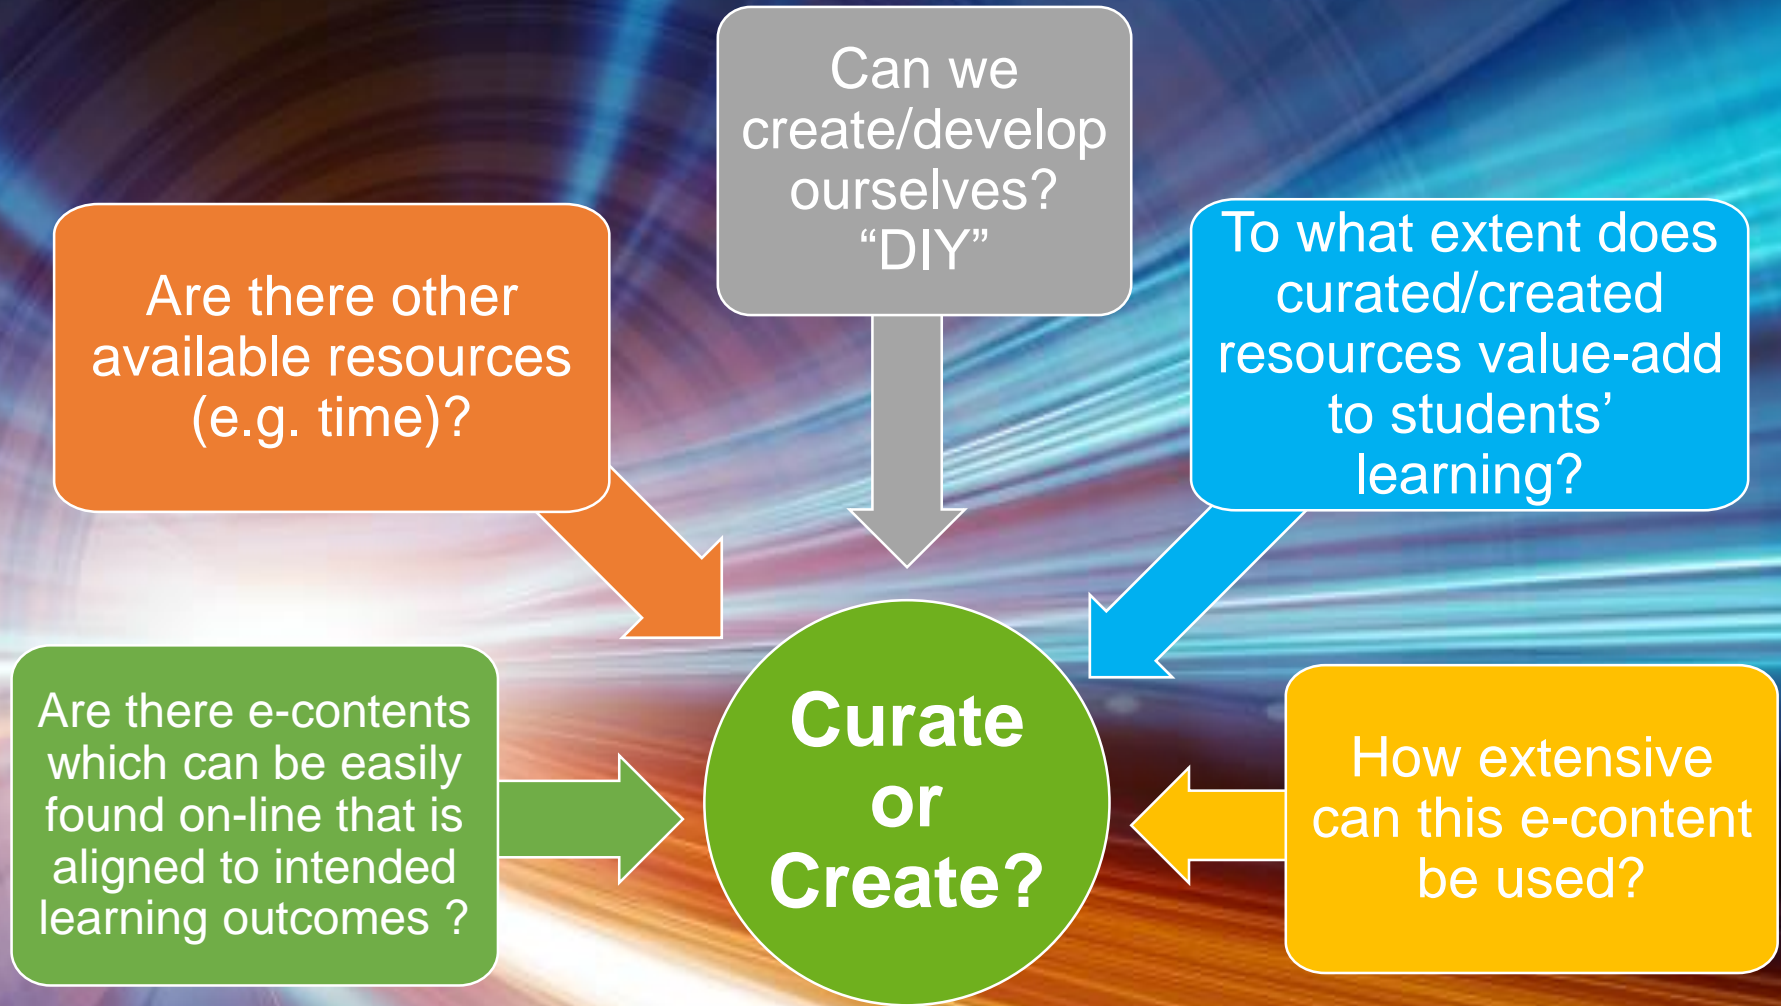 Can we
create/develop
ourselves?
“DIY”
Are there other
available resources
(e.g. time)?
To what extent does
curated/created
resources value-add
to students’
learning?
Are there e-contents
which can be easily
found on-line that is
aligned to intended
learning outcomes ?
Curate
or
Create?
How extensive
can this e-content
be used?